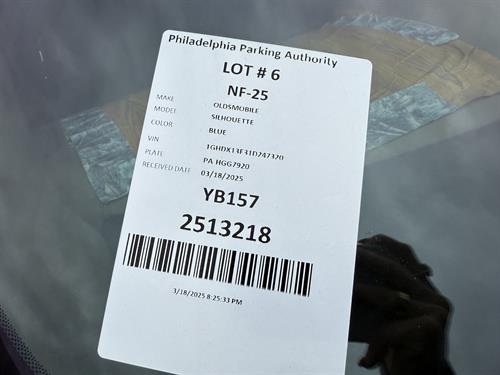 Philadelphia Parking Authority
LOT # 6
NF-25
MAKE OLDSMOBILE
MODEL SILHOUETTE
COLOR BLUE
VIN 1GHDX13F31D247320
PLATE PA HGG7920
RECEIVED DATE 03/18/2025
YB157
2513218
3/18/2025 8:25:33 PM